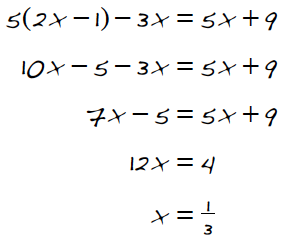 5(2x−1)−3x = 5x+9
10x−5−3x = 5x+9
7x−5 = 5x+9
12x = 4
x = 1/3